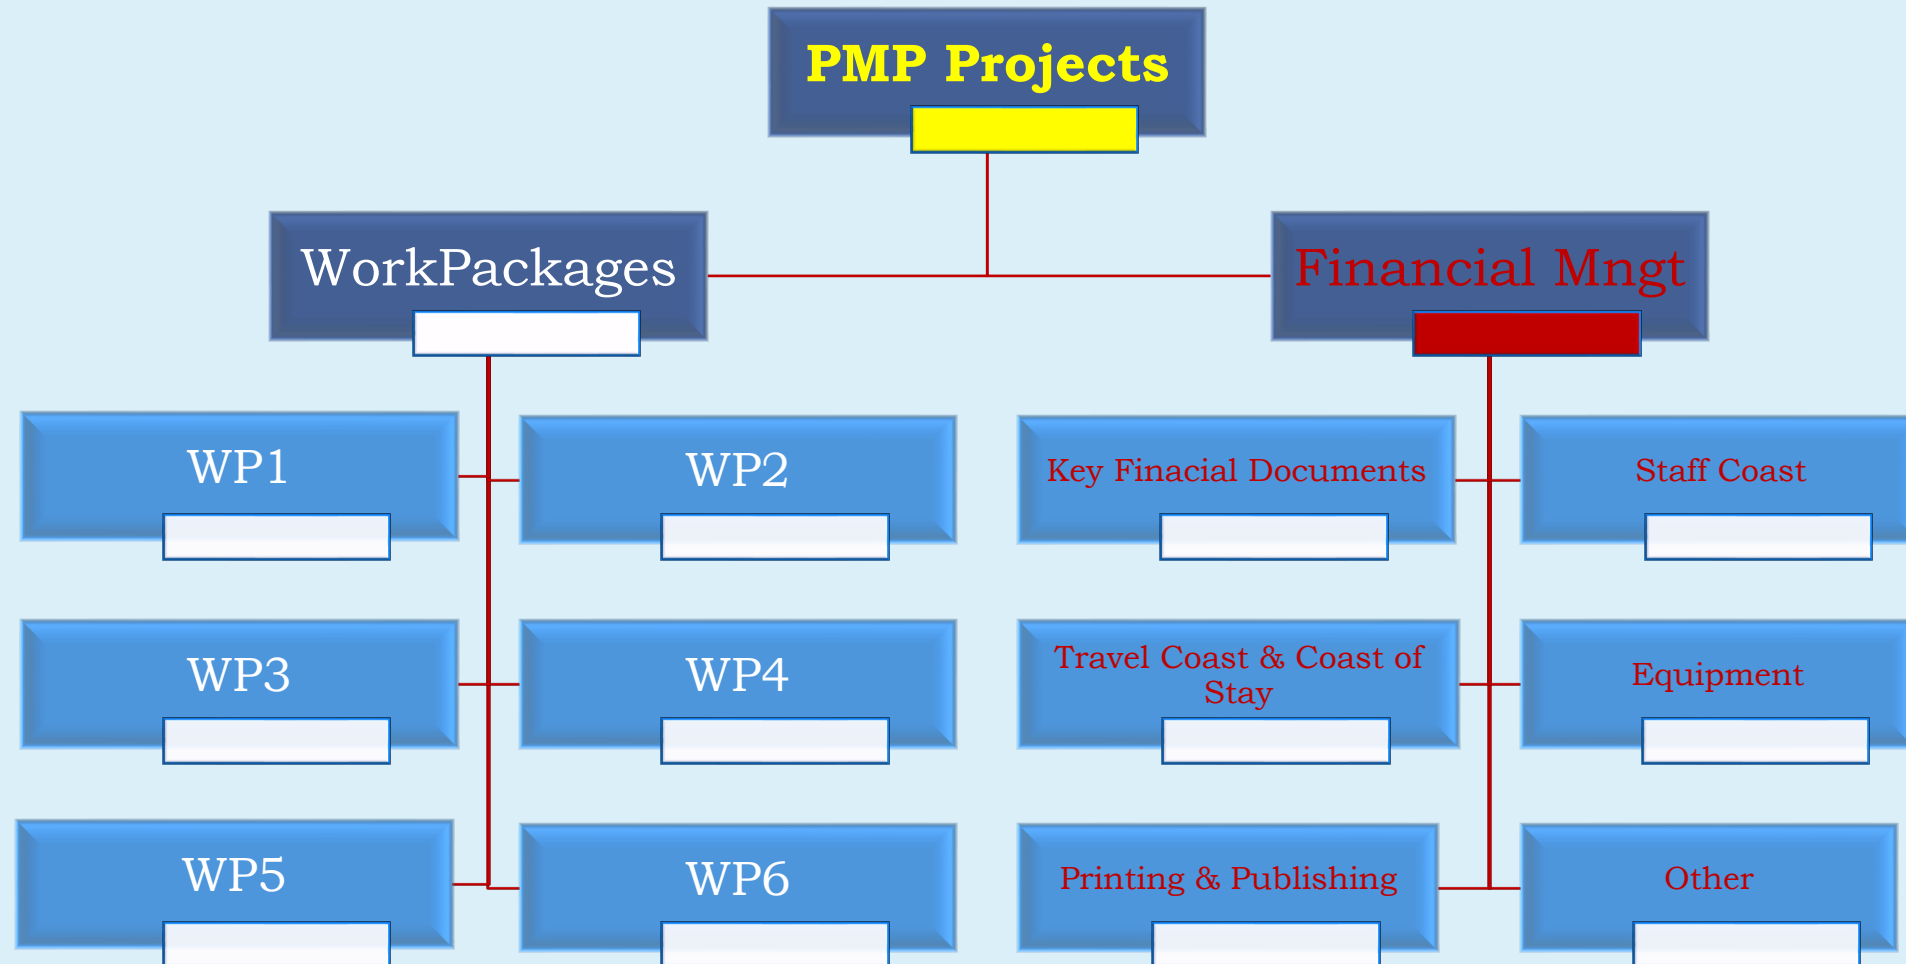 PMP Projects
WorkPackages
Financial Mngt
WP1
WP2
Key Finacial Documents
Staff Coast
WP3
WP4
Travel Coast & Coast of
Stay
Equipment
WP5
WP6
Printing & Publishing
Other